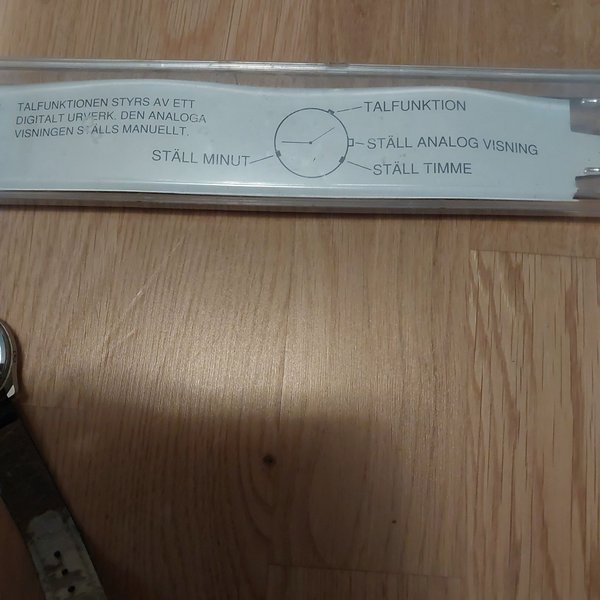 TALFUNKTIONEN STYRS AV ETT
DIGITALT URVERK. DEN ANALOGA
VISNINGEN STÄLLS MANUELLT.
TALFUNKTION
STÄLL ANALOG VISNING
STÄLL MINUT
STÄLL TIMME